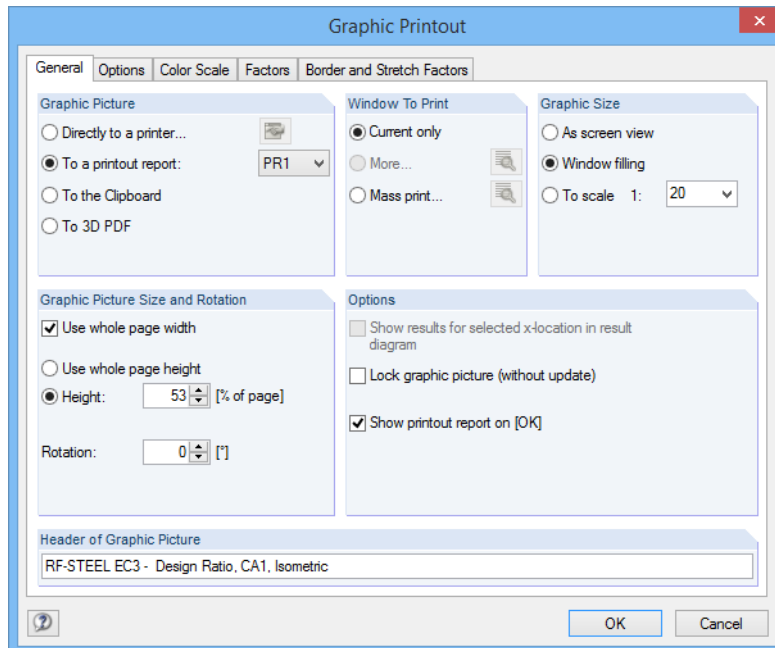 Graphic Printout
General Options Color Scale Factors Border and Stretch Factors
Graphic Picture
Directly to a printer...
To a printout report: PR1
To the Clipboard
To 3D PDF
Window To Print
Current only
More...
Mass print...
Graphic Size
As screen view
Window filling
To scale 1: 20
Graphic Picture Size and Rotation
Use whole page width
Use whole page height
Height: 53 [% of page]
Rotation: 0 [°]
Options
Show results for selected x-location in result
diagram
Lock graphic picture (without update)
Show printout report on [OK]
Header of Graphic Picture
RF-STEEL EC3 - Design Ratio, CA1, Isometric
OK Cancel